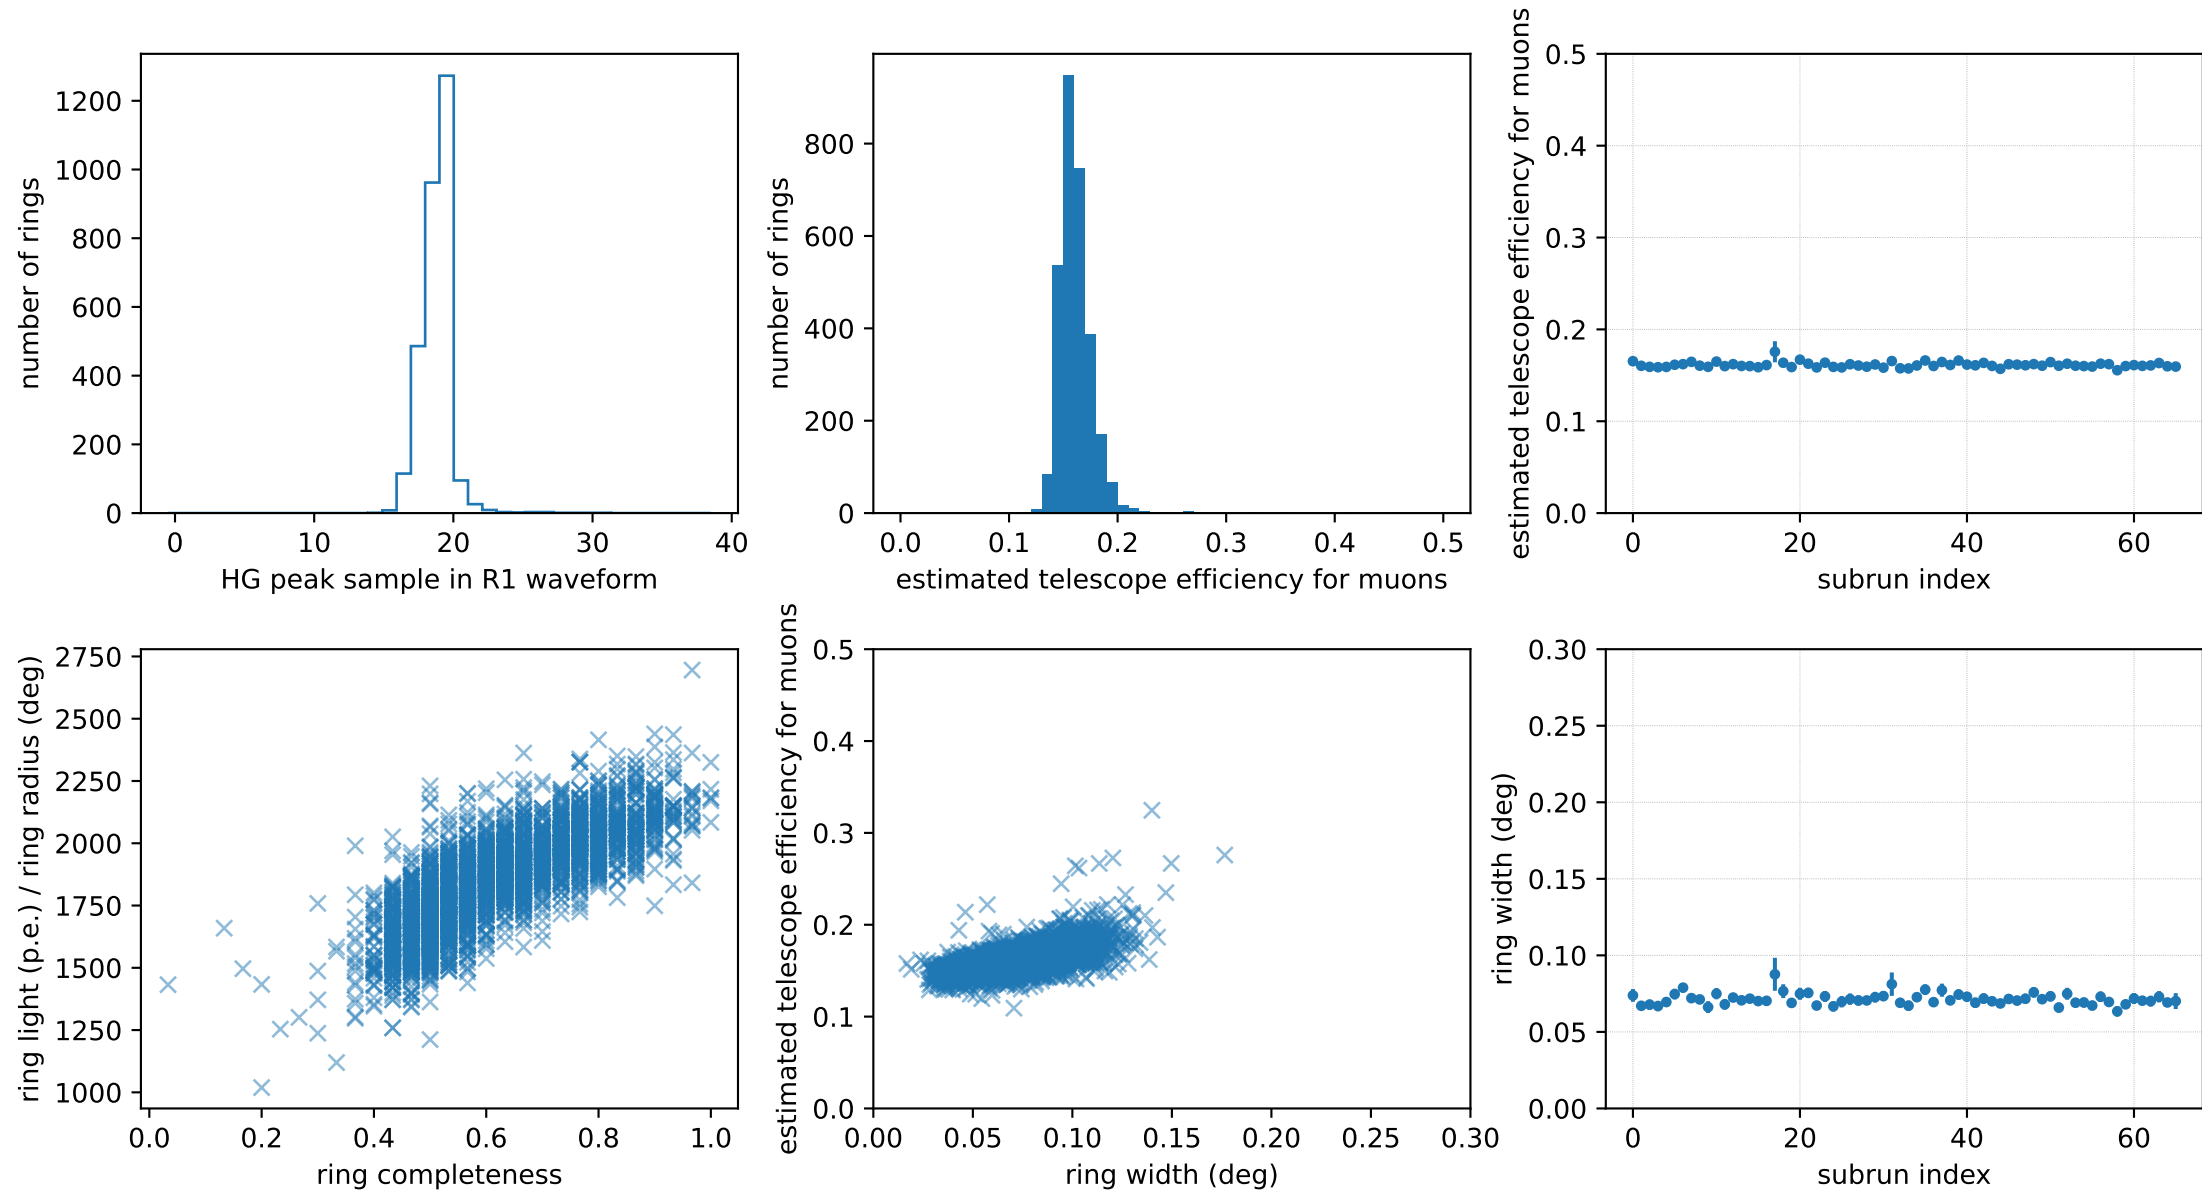 number of rings
0
200
400
600
800
1000
1200
0 10 20 30 40
HG peak sample in R1 waveform
number of rings
0
200
400
600
800
0.0 0.1 0.2 0.3 0.4 0.5
estimated telescope efficiency for muons
estimated telescope efficiency for muons
0.5
0.4
0.3
0.2
0.1
0.0
0 20 40 60
subrun index
ring light (p.e.) / ring radius (deg)
2750
2500
2250
2000
1750
1500
1250
1000
0.0 0.2 0.4 0.6 0.8 1.0
ring completeness
estimated telescope efficiency for muons
0.5
0.4
0.3
0.2
0.1
0.0
0.00 0.05 0.10 0.15 0.20 0.25 0.30
ring width (deg)
ring width (deg)
0.30
0.25
0.20
0.15
0.10
0.05
0.00
0 20 40 60
subrun index